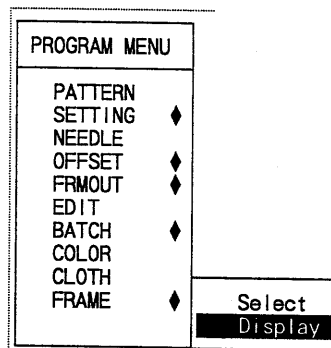 PROGRAM MENU
PATTERN
SETTING ♦
NEEDLE
OFFSET ♦
FRMOUT ♦
EDIT
BATCH ♦
COLOR
CLOTH
FRAME ♦
Select
Display